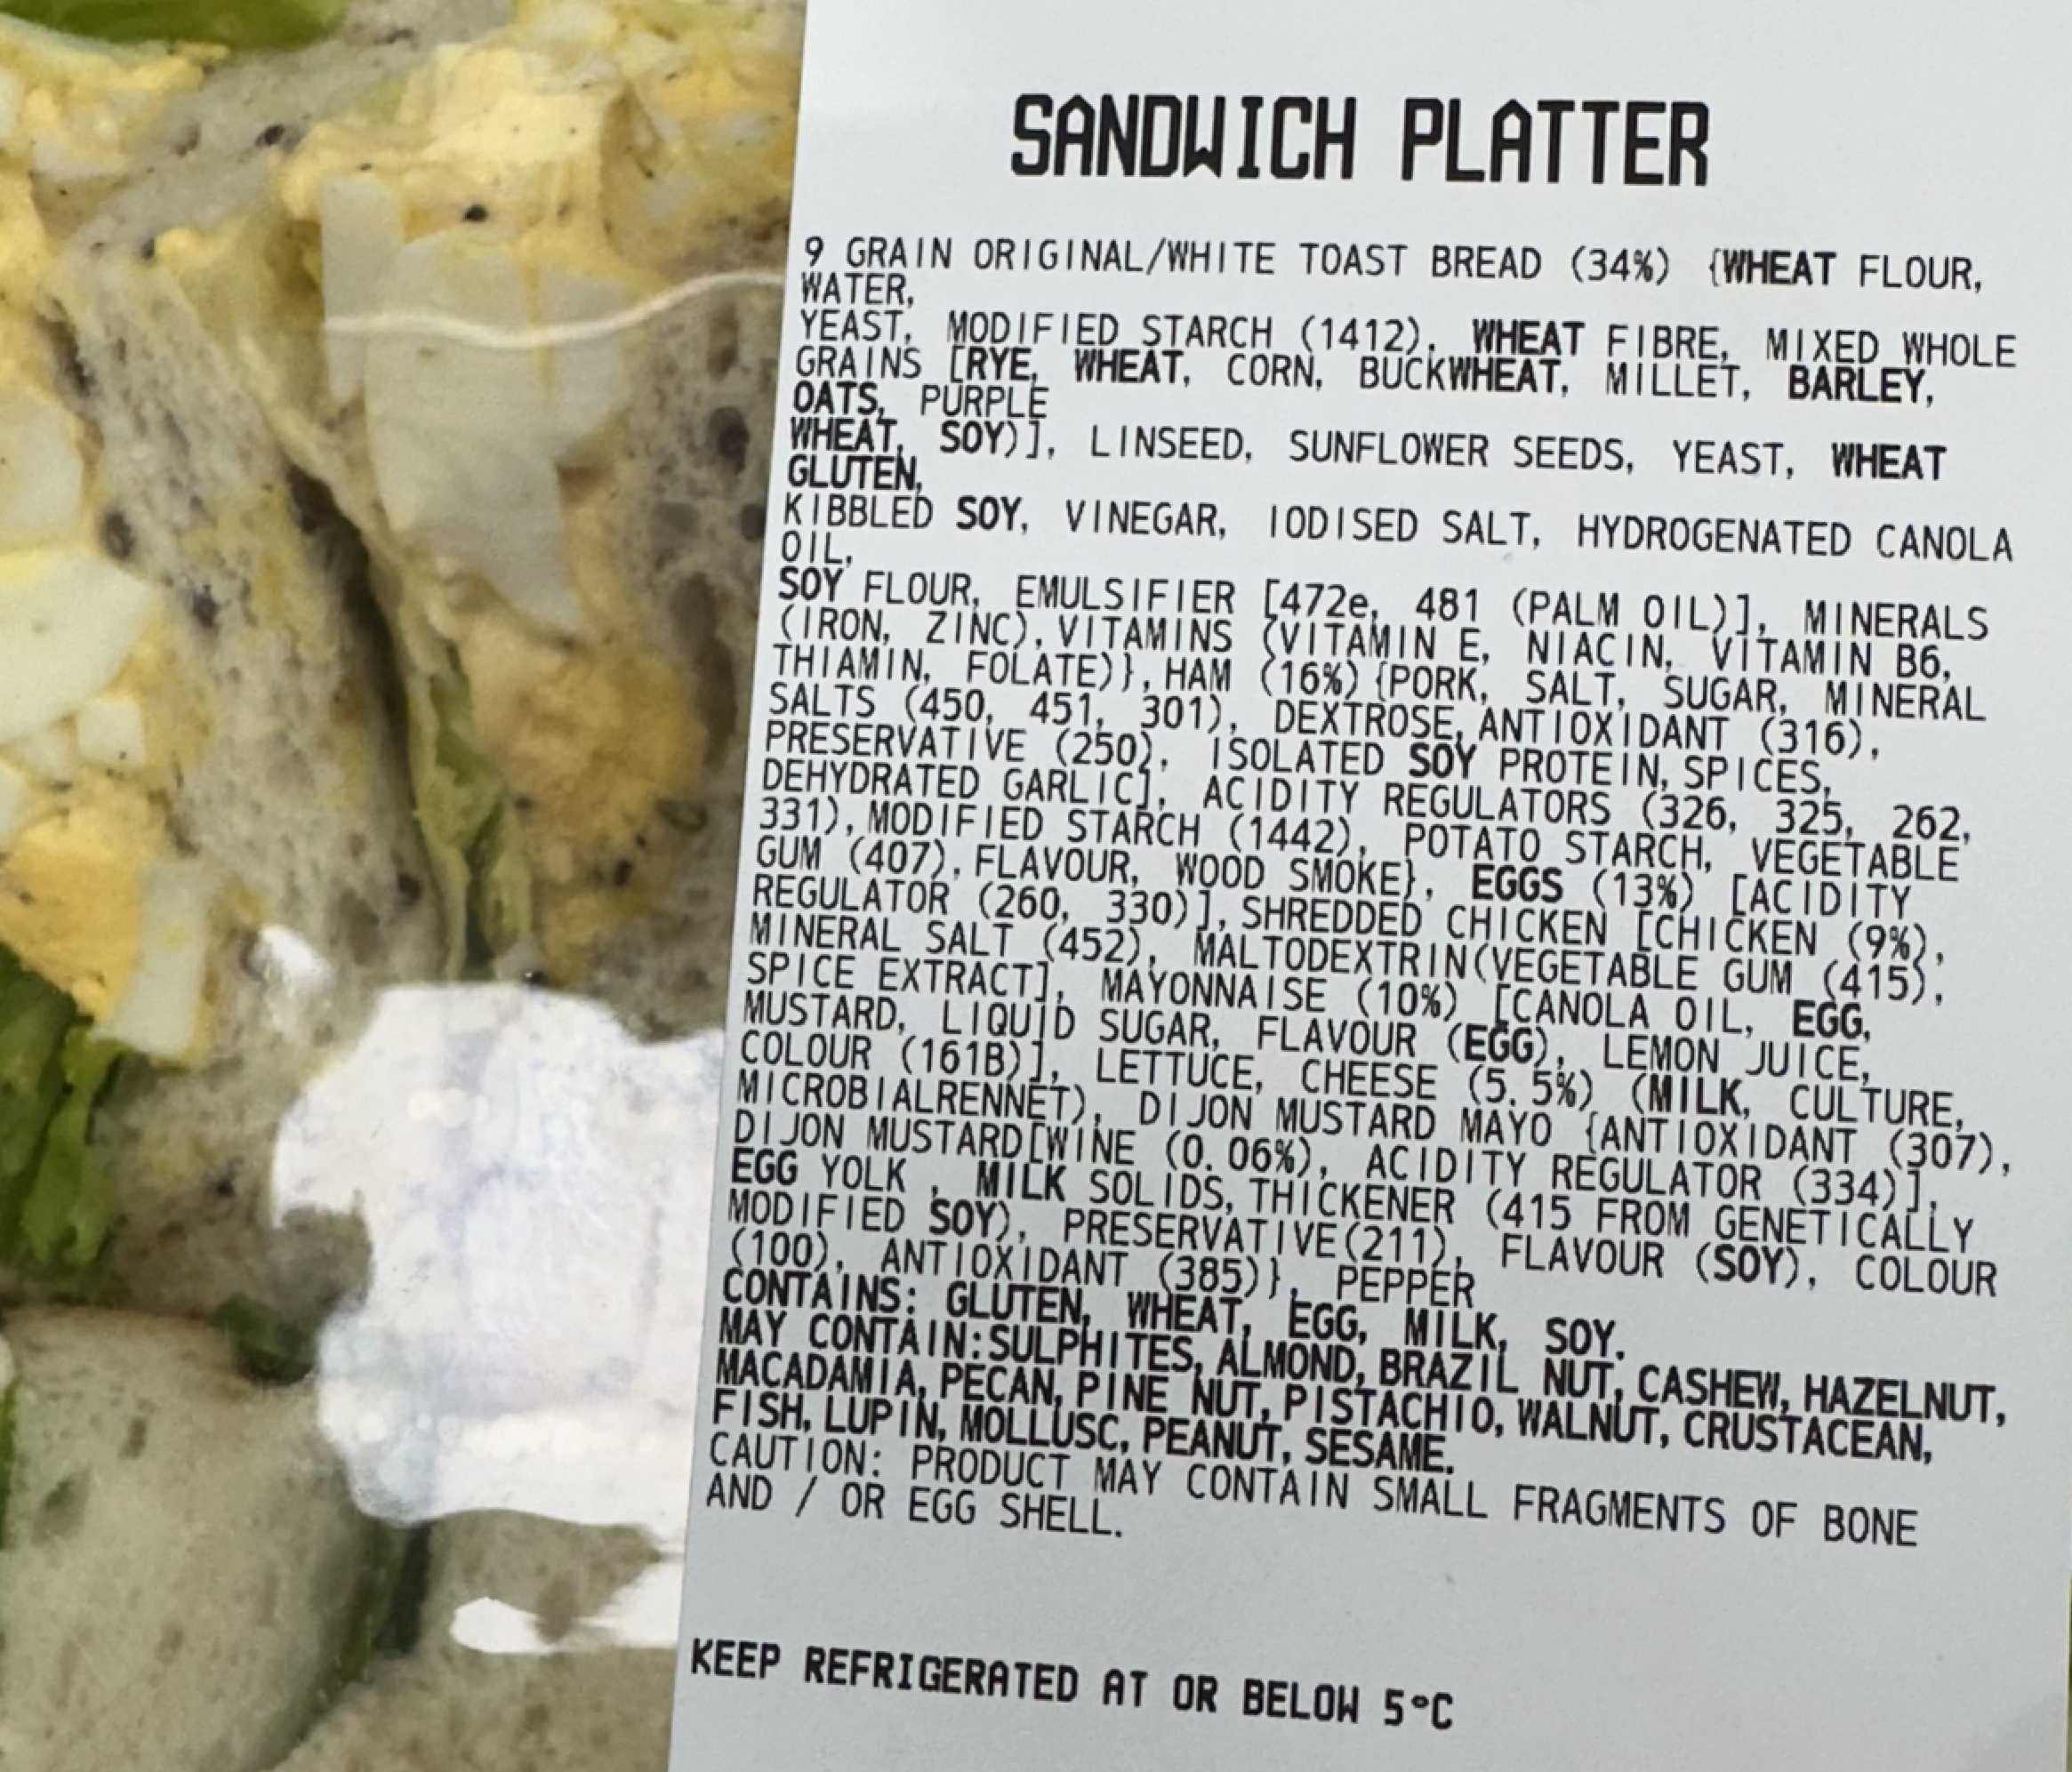 SANDWICH PLATTER
9 GRAIN ORIGINAL/WHITE TOAST BREAD (34%) {WHEAT FLOUR,
WATER,
YEAST, MODIFIED STARCH (1412), WHEAT FIBRE, MIXED WHOLE
GRAINS [RYE, WHEAT, CORN, BUCKWHEAT, MILLET, BARLEY,
OATS, PURPLE
WHEAT, SOY)], LINSEED, SUNFLOWER SEEDS, YEAST, WHEAT
GLUTEN,
KIBBLED SOY, VINEGAR, IODISED SALT, HYDROGENATED CANOLA
OIL,
SOY FLOUR, EMULSIFIER [472e, 481 (PALM OIL)], MINERALS
(IRON, ZINC),VITAMINS (VITAMIN E, NIACIN, VITAMIN B6,
THIAMIN, FOLATE)},HAM (16%){PORK, SALT, SUGAR, MINERAL
SALTS (450, 451, 301), DEXTROSE,ANTIOXIDANT (316),
PRESERVATIVE (250), ISOLATED SOY PROTEIN,SPICES,
DEHYDRATED GARLIC], ACIDITY REGULATORS (326, 325, 262,
331),MODIFIED STARCH (1442), POTATO STARCH, VEGETABLE
GUM (407),FLAVOUR, WOOD SMOKE}, EGGS (13%) [ACIDITY
REGULATOR (260, 330)],SHREDDED CHICKEN [CHICKEN (9%),
MINERAL SALT (452), MALTODEXTRIN(VEGETABLE GUM (415),
SPICE EXTRACT], MAYONNAISE (10%) [CANOLA OIL, EGG,
MUSTARD, LIQUID SUGAR, FLAVOUR (EGG), LEMON JUICE,
COLOUR (161B)], LETTUCE, CHEESE (5.5%) (MILK, CULTURE,
MICROBIALRENNET), DIJON MUSTARD MAYO {ANTIOXIDANT (307),
DIJON MUSTARD[WINE (0.06%), ACIDITY REGULATOR (334)],
EGG YOLK , MILK SOLIDS,THICKENER (415 FROM GENETICALLY
MODIFIED SOY), PRESERVATIVE(211), FLAVOUR (SOY), COLOUR
(100), ANTIOXIDANT (385)}, PEPPER
CONTAINS: GLUTEN, WHEAT, EGG, MILK, SOY.
MAY CONTAIN:SULPHITES,ALMOND,BRAZIL NUT,CASHEW,HAZELNUT,
MACADAMIA,PECAN,PINE NUT,PISTACHIO,WALNUT,CRUSTACEAN,
FISH,LUPIN,MOLLUSC,PEANUT,SESAME.
CAUTION: PRODUCT MAY CONTAIN SMALL FRAGMENTS OF BONE
AND / OR EGG SHELL.
KEEP REFRIGERATED AT OR BELOW 5°C